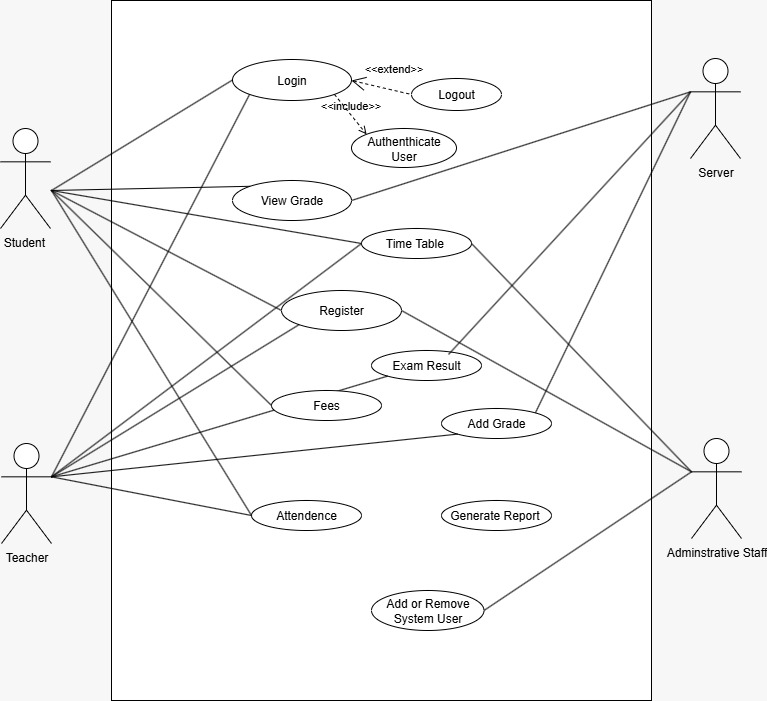 <<extend>>
Login
Logout
<<include>>
Authenthicate
User
Server
View Grade
Student
Time Table
Register
Exam Result
Fees
Add Grade
Attendence
Generate Report
Teacher
Adminstrative Staff
Add or Remove
System User